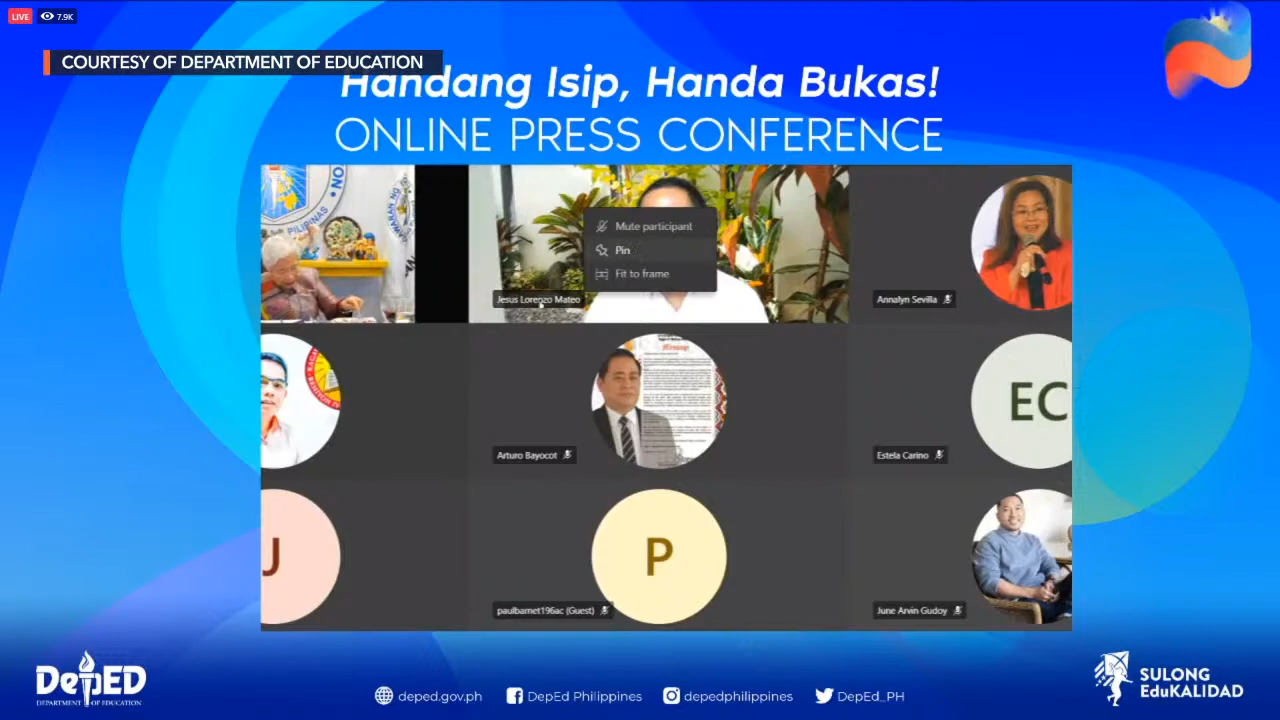 LIVE 7.9K
COURTESY OF DEPARTMENT OF EDUCATION
Handang Isip, Handa Bukas!
ONLINE PRESS CONFERENCE
PILIPINAS
Mute participant
Pin
Fit to frame
Jesus Lorenzo Mateo
Annalyn Sevilla
Arturo Bayocot
EC
Estela Carino
U
P
paulbarnet196ac (Guest)
June Arvin Gudoy
DepED
DEPARTMENT OF EDUCATION
deped.gov.ph
DepEd Philippines
depedphilippines
DepEd_PH
SULONG
EduKALIDAD